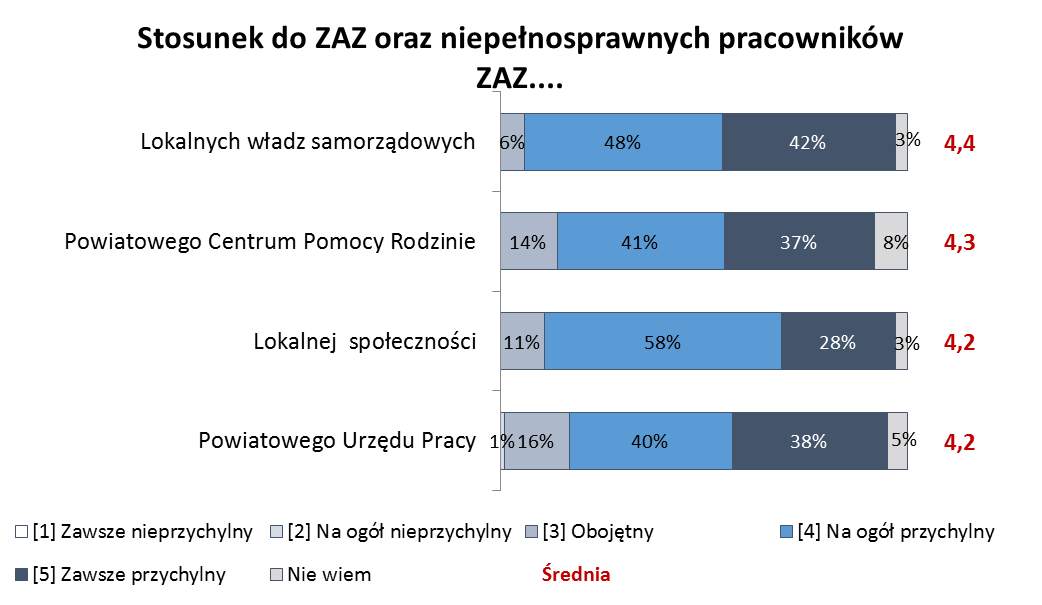 Stosunek do ZAZ oraz niepełnosprawnych pracowników
ZAZ....
Lokalnych władz samorządowych 6% 48% 42% 3% 4,4
Powiatowego Centrum Pomocy Rodzinie 14% 41% 37% 8% 4,3
Lokalnej społeczności 11% 58% 28% 3% 4,2
Powiatowego Urzędu Pracy 1% 16% 40% 38% 5% 4,2
[1] Zawsze nieprzychylny [2] Na ogół nieprzychylny [3] Obojętny [4] Na ogół przychylny
[5] Zawsze przychylny Nie wiem Średnia